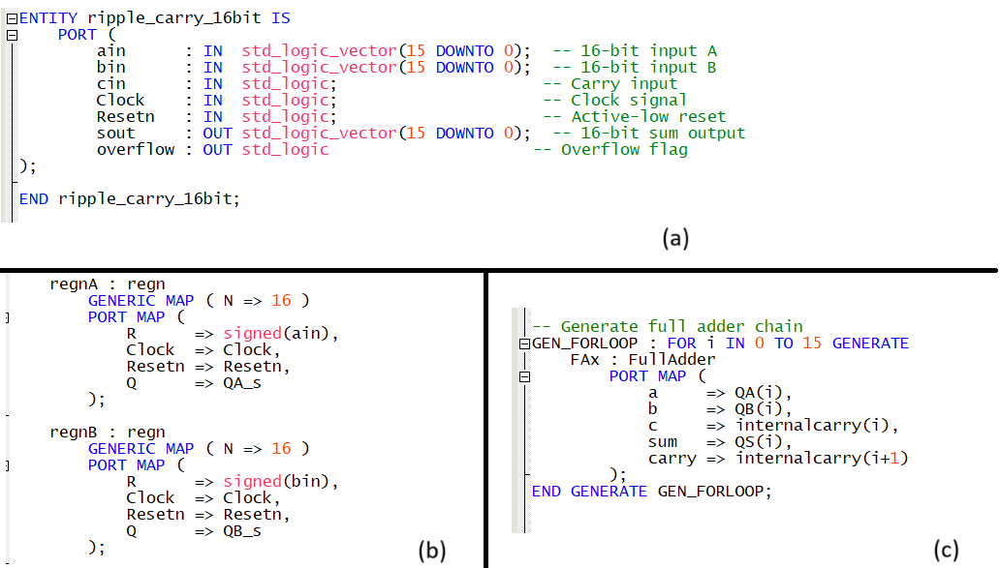 ENTITY ripple_carry_16bit IS
    PORT (
        ain      : IN  std_logic_vector(15 DOWNTO 0);  -- 16-bit input A
        bin      : IN  std_logic_vector(15 DOWNTO 0);  -- 16-bit input B
        cin      : IN  std_logic;                     -- Carry input
        Clock    : IN  std_logic;                     -- Clock signal
        Resetn   : IN  std_logic;                     -- Active-low reset
        sout     : OUT std_logic_vector(15 DOWNTO 0);  -- 16-bit sum output
        overflow : OUT std_logic                     -- Overflow flag
);
END ripple_carry_16bit;
(a)
regnA : regn
    GENERIC MAP ( N => 16 )
    PORT MAP (
        R      => signed(ain),
        Clock  => Clock,
        Resetn => Resetn,
        Q      => QA_s
    );
regnB : regn
    GENERIC MAP ( N => 16 )
    PORT MAP (
        R      => signed(bin),
        Clock  => Clock,
        Resetn => Resetn,
        Q      => QB_s
    );
(b)
-- Generate full adder chain
GEN_FORLOOP : FOR i IN 0 TO 15 GENERATE
    FAx : FullAdder
        PORT MAP (
            a     => QA(i),
            b     => QB(i),
            c     => internalcarry(i),
            sum   => QS(i),
            carry => internalcarry(i+1)
        );
END GENERATE GEN_FORLOOP;
(c)